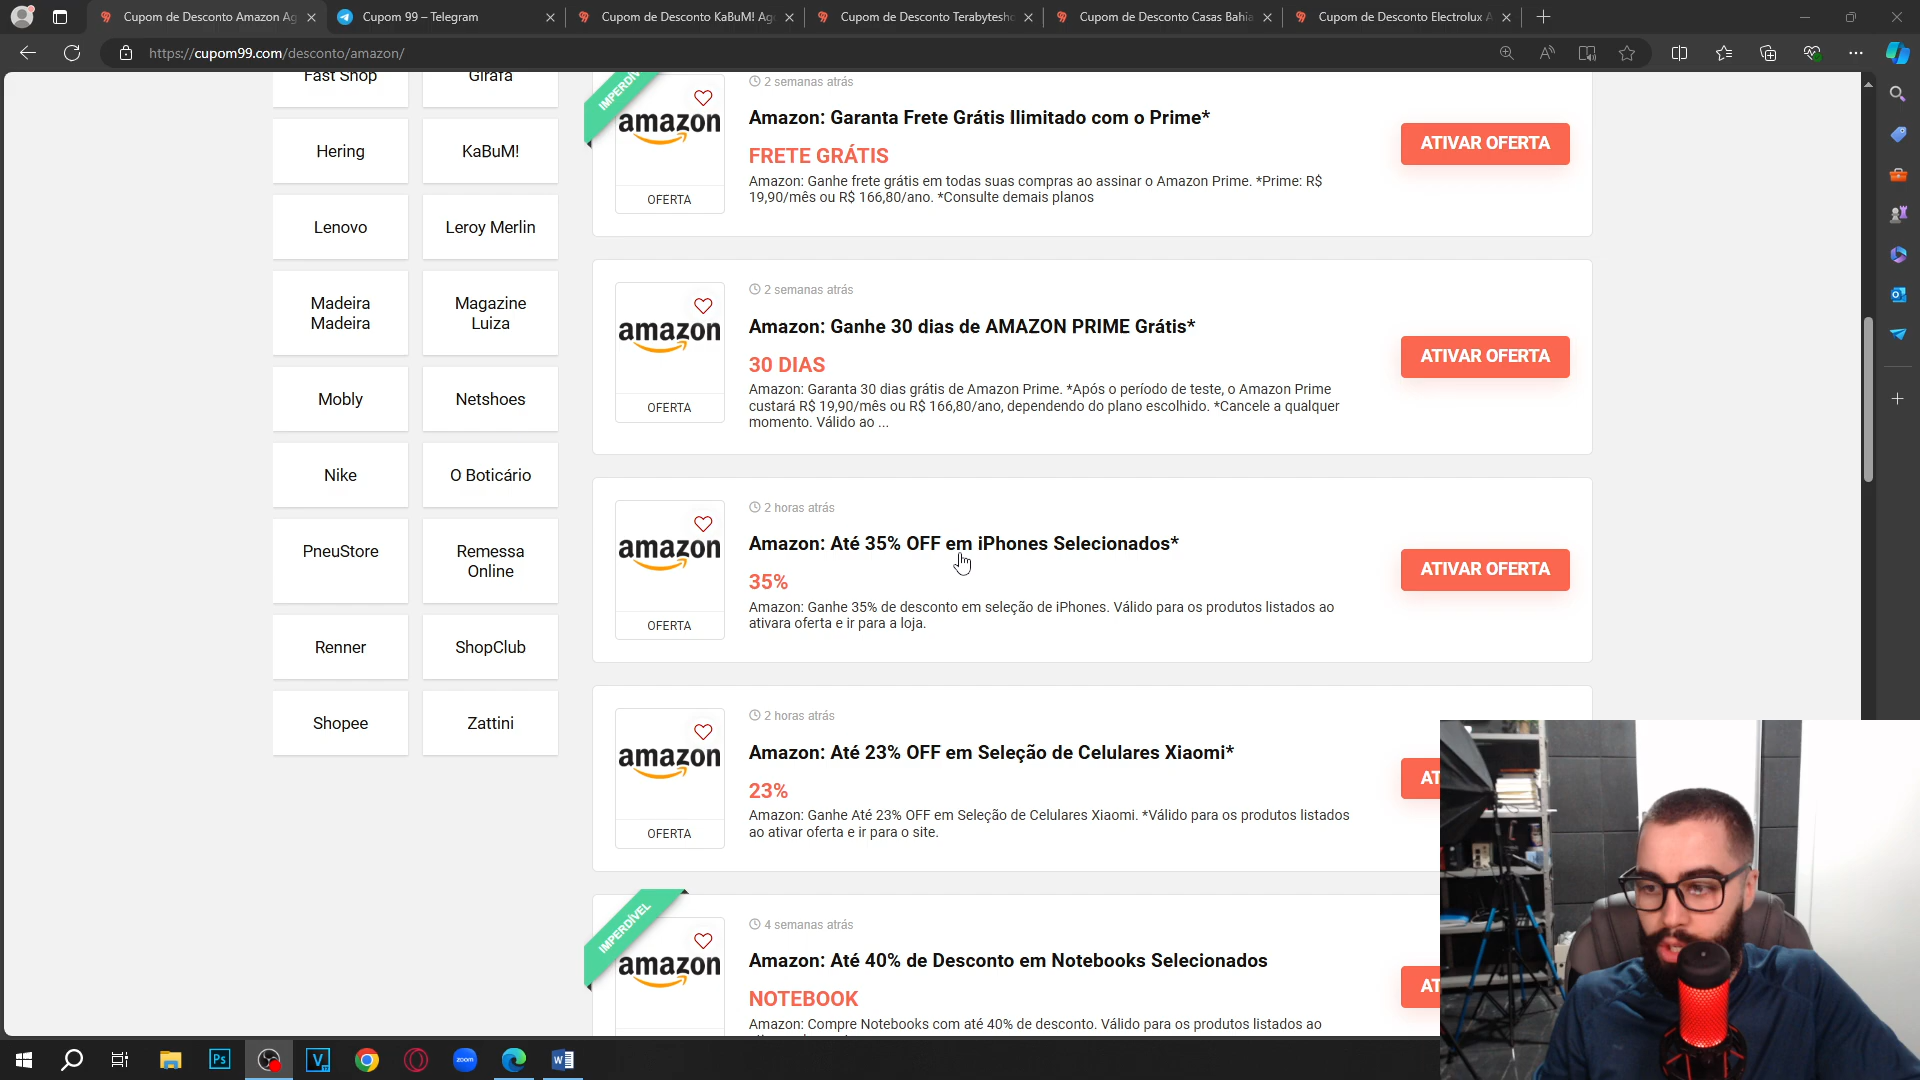 Cupom de Desconto Amazon Ag
Cupom 99 – Telegram
Cupom de Desconto KaBuM! Ag
Cupom de Desconto Terabytesh
Cupom de Desconto Casas Bahia
Cupom de Desconto Electrolux A
https://cupom99.com/desconto/amazon/
Fast Shop
Girafa
Hering
KaBuM!
Lenovo
Leroy Merlin
Madeira
Madeira
Magazine
Luiza
Mobly
Netshoes
Nike
O Boticário
PneuStore
Remessa
Online
Renner
ShopClub
Shopee
Zattini
IMPERDÍV
amazon
OFERTA
2 semanas atrás
Amazon: Garanta Frete Grátis Ilimitado com o Prime*
FRETE GRÁTIS
Amazon: Ganhe frete grátis em todas suas compras ao assinar o Amazon Prime. *Prime: R$
19,90/mês ou R$ 166,80/ano. *Consulte demais planos
ATIVAR OFERTA
amazon
OFERTA
2 semanas atrás
Amazon: Ganhe 30 dias de AMAZON PRIME Grátis*
30 DIAS
Amazon: Garanta 30 dias grátis de Amazon Prime. *Após o período de teste, o Amazon Prime
custará R$ 19,90/mês ou R$ 166,80/ano, dependendo do plano escolhido. *Cancele a qualquer
momento. Válido ao ...
ATIVAR OFERTA
amazon
OFERTA
2 horas atrás
Amazon: Até 35% OFF em iPhones Selecionados*
35%
Amazon: Ganhe 35% de desconto em seleção de iPhones. Válido para os produtos listados ao
ativara oferta e ir para a loja.
ATIVAR OFERTA
amazon
OFERTA
2 horas atrás
Amazon: Até 23% OFF em Seleção de Celulares Xiaomi*
23%
Amazon: Ganhe Até 23% OFF em Seleção de Celulares Xiaomi. *Válido para os produtos listados
ao ativar oferta e ir para o site.
AT
IMPERDÍVEL
amazon
4 semanas atrás
Amazon: Até 40% de Desconto em Notebooks Selecionados
NOTEBOOK
Amazon: Compre Notebooks com até 40% de desconto. Válido para os produtos listados ao
AT
Ps
V
zoom
W